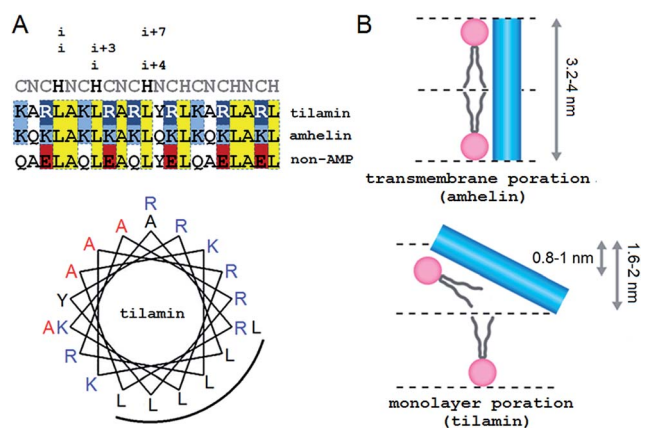 A
i i+7
i i+3
i i+4
CNCHNCHCNCHNCHCNCHNCH
KARLAKLRARLYRLKARLARL tilamin
KQKLAKLKAKLQKLKQKLAKL amhelin
QAELAQLEAQLYELQAELAEL non-AMP
R
A A A R
A K
A R
Y R
tilamin
A K R L
R L
K L
L L L
B
3.2-4 nm
transmembrane poration
(amhelin)
0.8-1 nm
1.6-2 nm
monolayer poration
(tilamin)